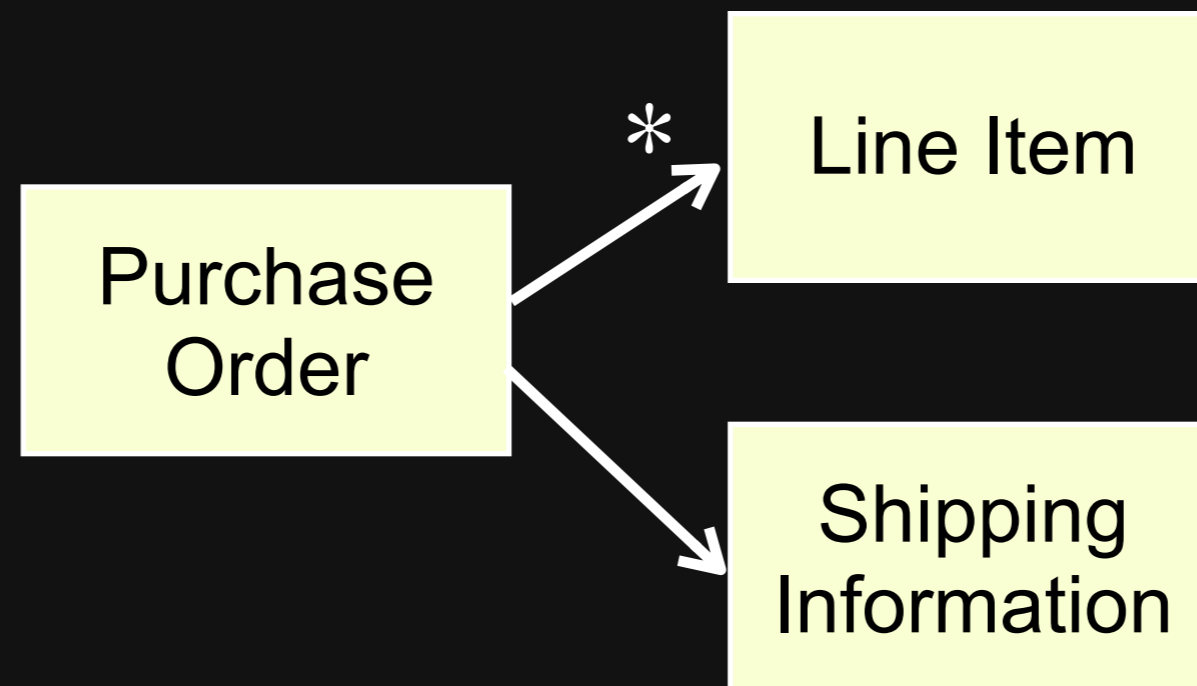 *
Line Item
Purchase
Order
Shipping
Information